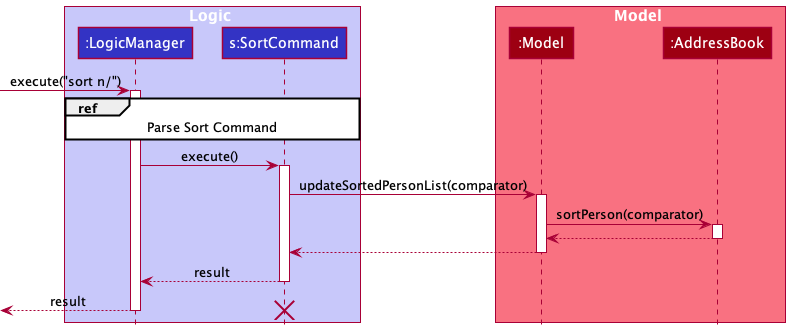 Logic
Model
:LogicManager
s:SortCommand
:Model
:AddressBook
execute("sort n/")
ref
Parse Sort Command
execute()
updateSortedPersonList(comparator)
sortPerson(comparator)
result
result